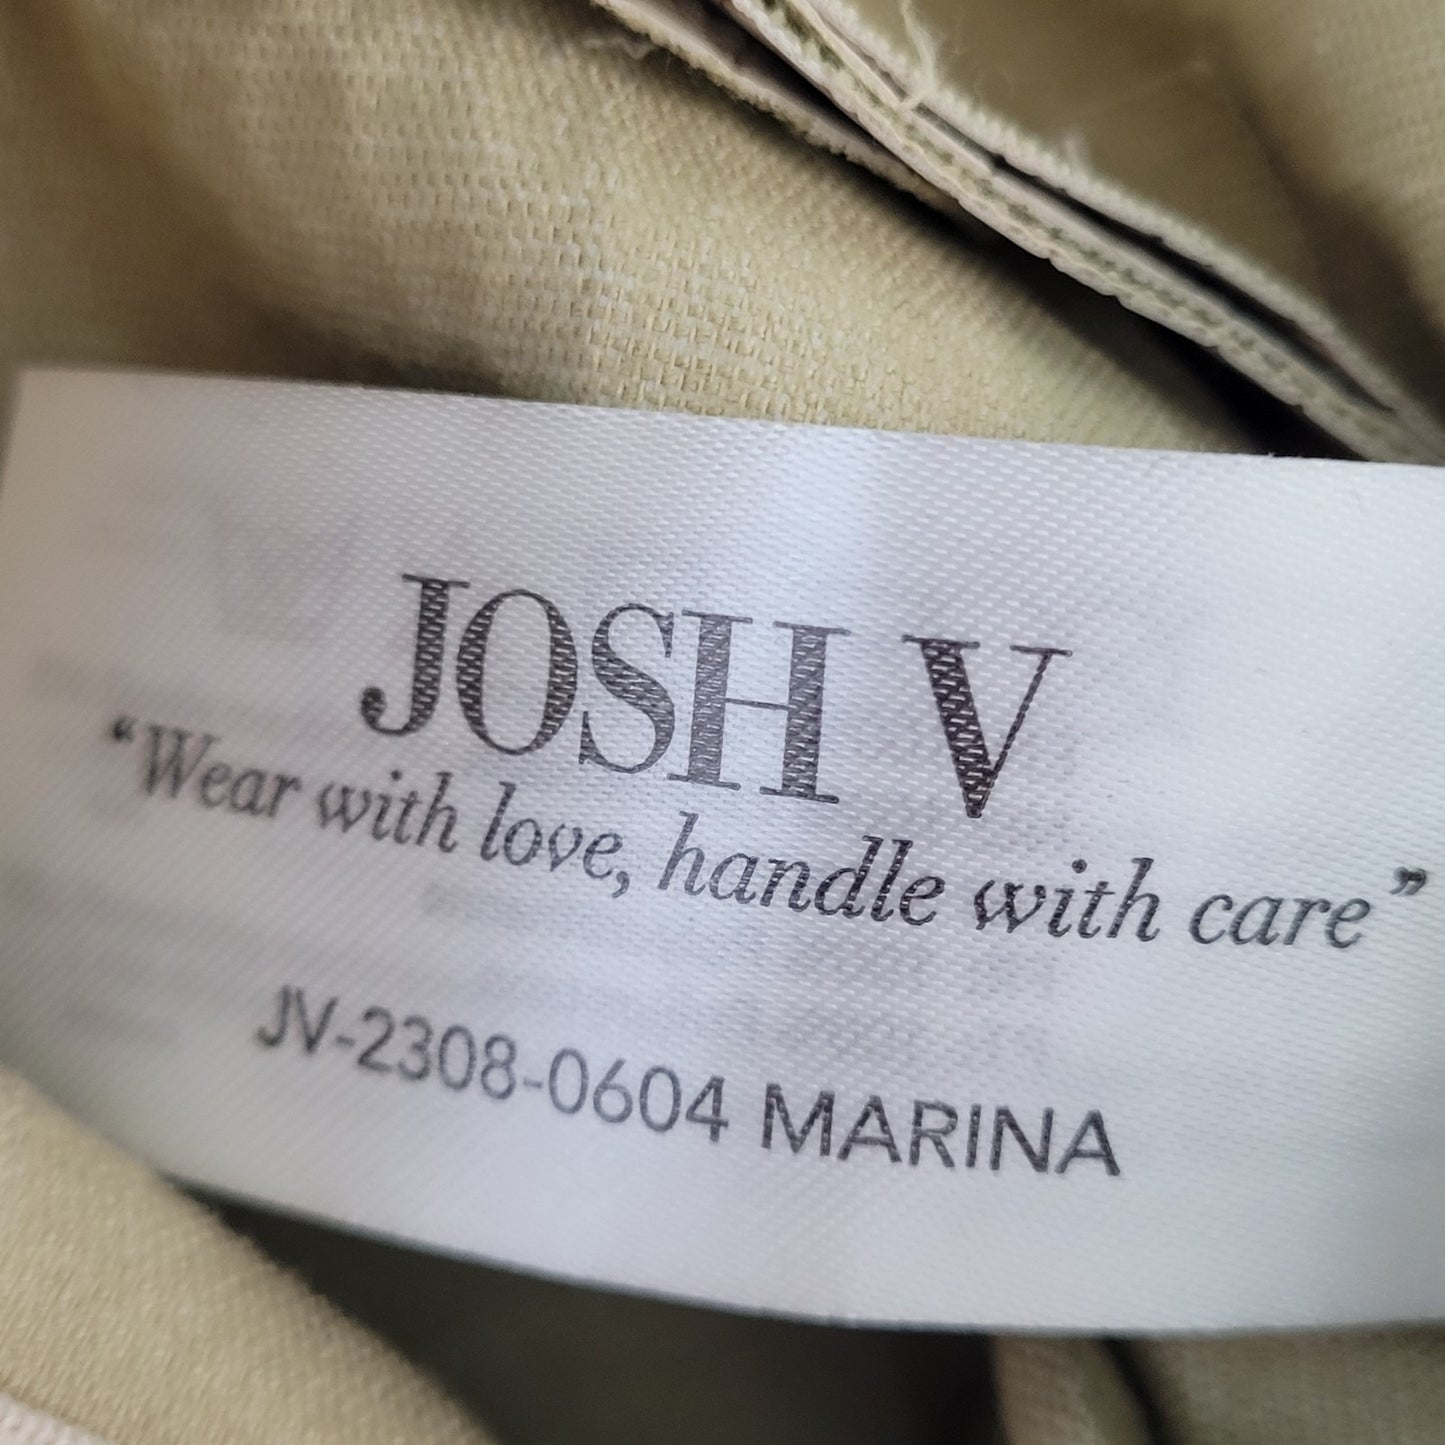 JOSH V
“Wear with love, handle with care”
JV-2308-0604 MARINA